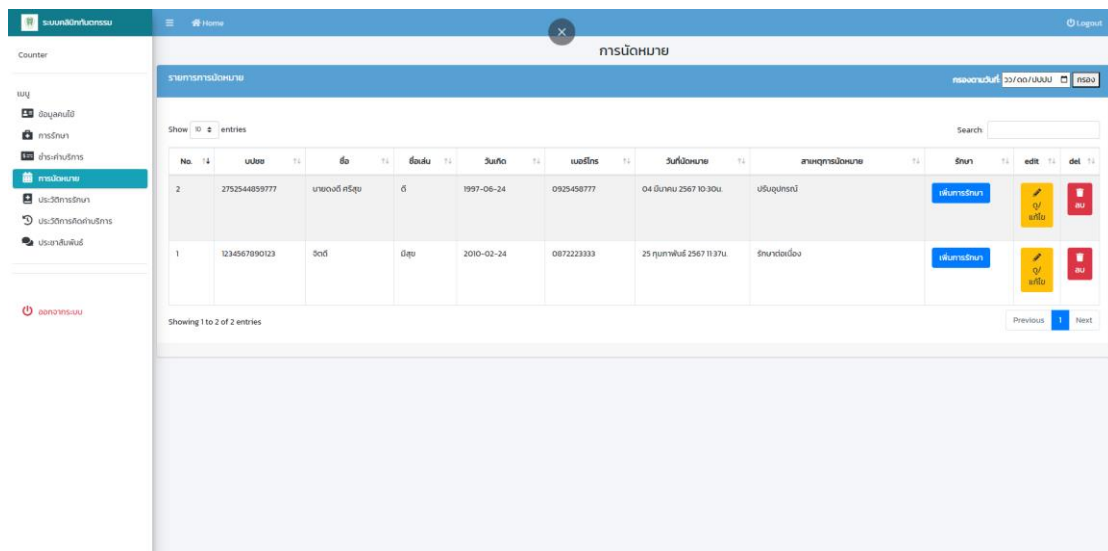 ระบบคลินิกทันตกรรม
Home
Logout
Counter
การนัดหมาย
รายการการนัดหมาย
กรองตามวันที่: วว/ดด/ปปปป กรอง
เมนู
ข้อมูลคนไข้
การรักษา
ชำระค่าบริการ
การนัดหมาย
ประวัติการรักษา
ประวัติการคิดค่าบริการ
ประชาสัมพันธ์
ออกจากระบบ
Show 10 entries
Search:
No. บปชช ชื่อ ชื่อเล่น วันเกิด เบอร์โทร วันที่นัดหมาย สาเหตุการนัดหมาย รักษา edit del
2 2752544859777 นายดงดี ศรีสุข ดี 1997-06-24 0925458777 04 มีนาคม 2567 10:30น. ปรับอุปกรณ์ เพิ่มการรักษา ดู/ ลบ
แก้ไข
1 1234567890123 จิตดี มีสุข 2010-02-24 0872223333 25 กุมภาพันธ์ 2567 11:37น. รักษาต่อเนื่อง เพิ่มการรักษา ดู/ ลบ
แก้ไข
Showing 1 to 2 of 2 entries
Previous 1 Next